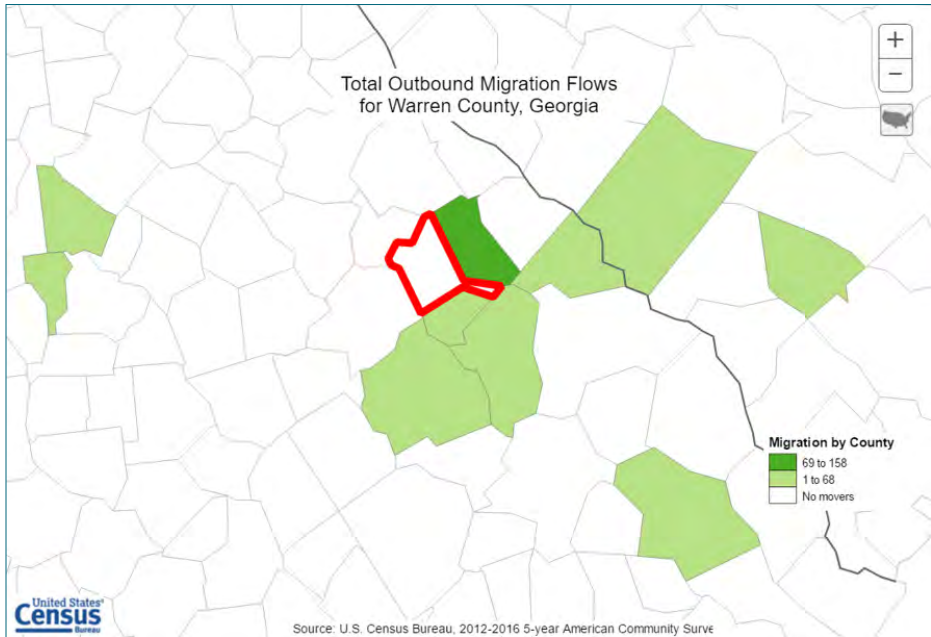 Total Outbound Migration Flows
for Warren County, Georgia
+
−
Migration by County
69 to 158
1 to 68
No movers
United States®
Census
Bureau
Source: U.S. Census Bureau, 2012-2016 5-year American Community Surve